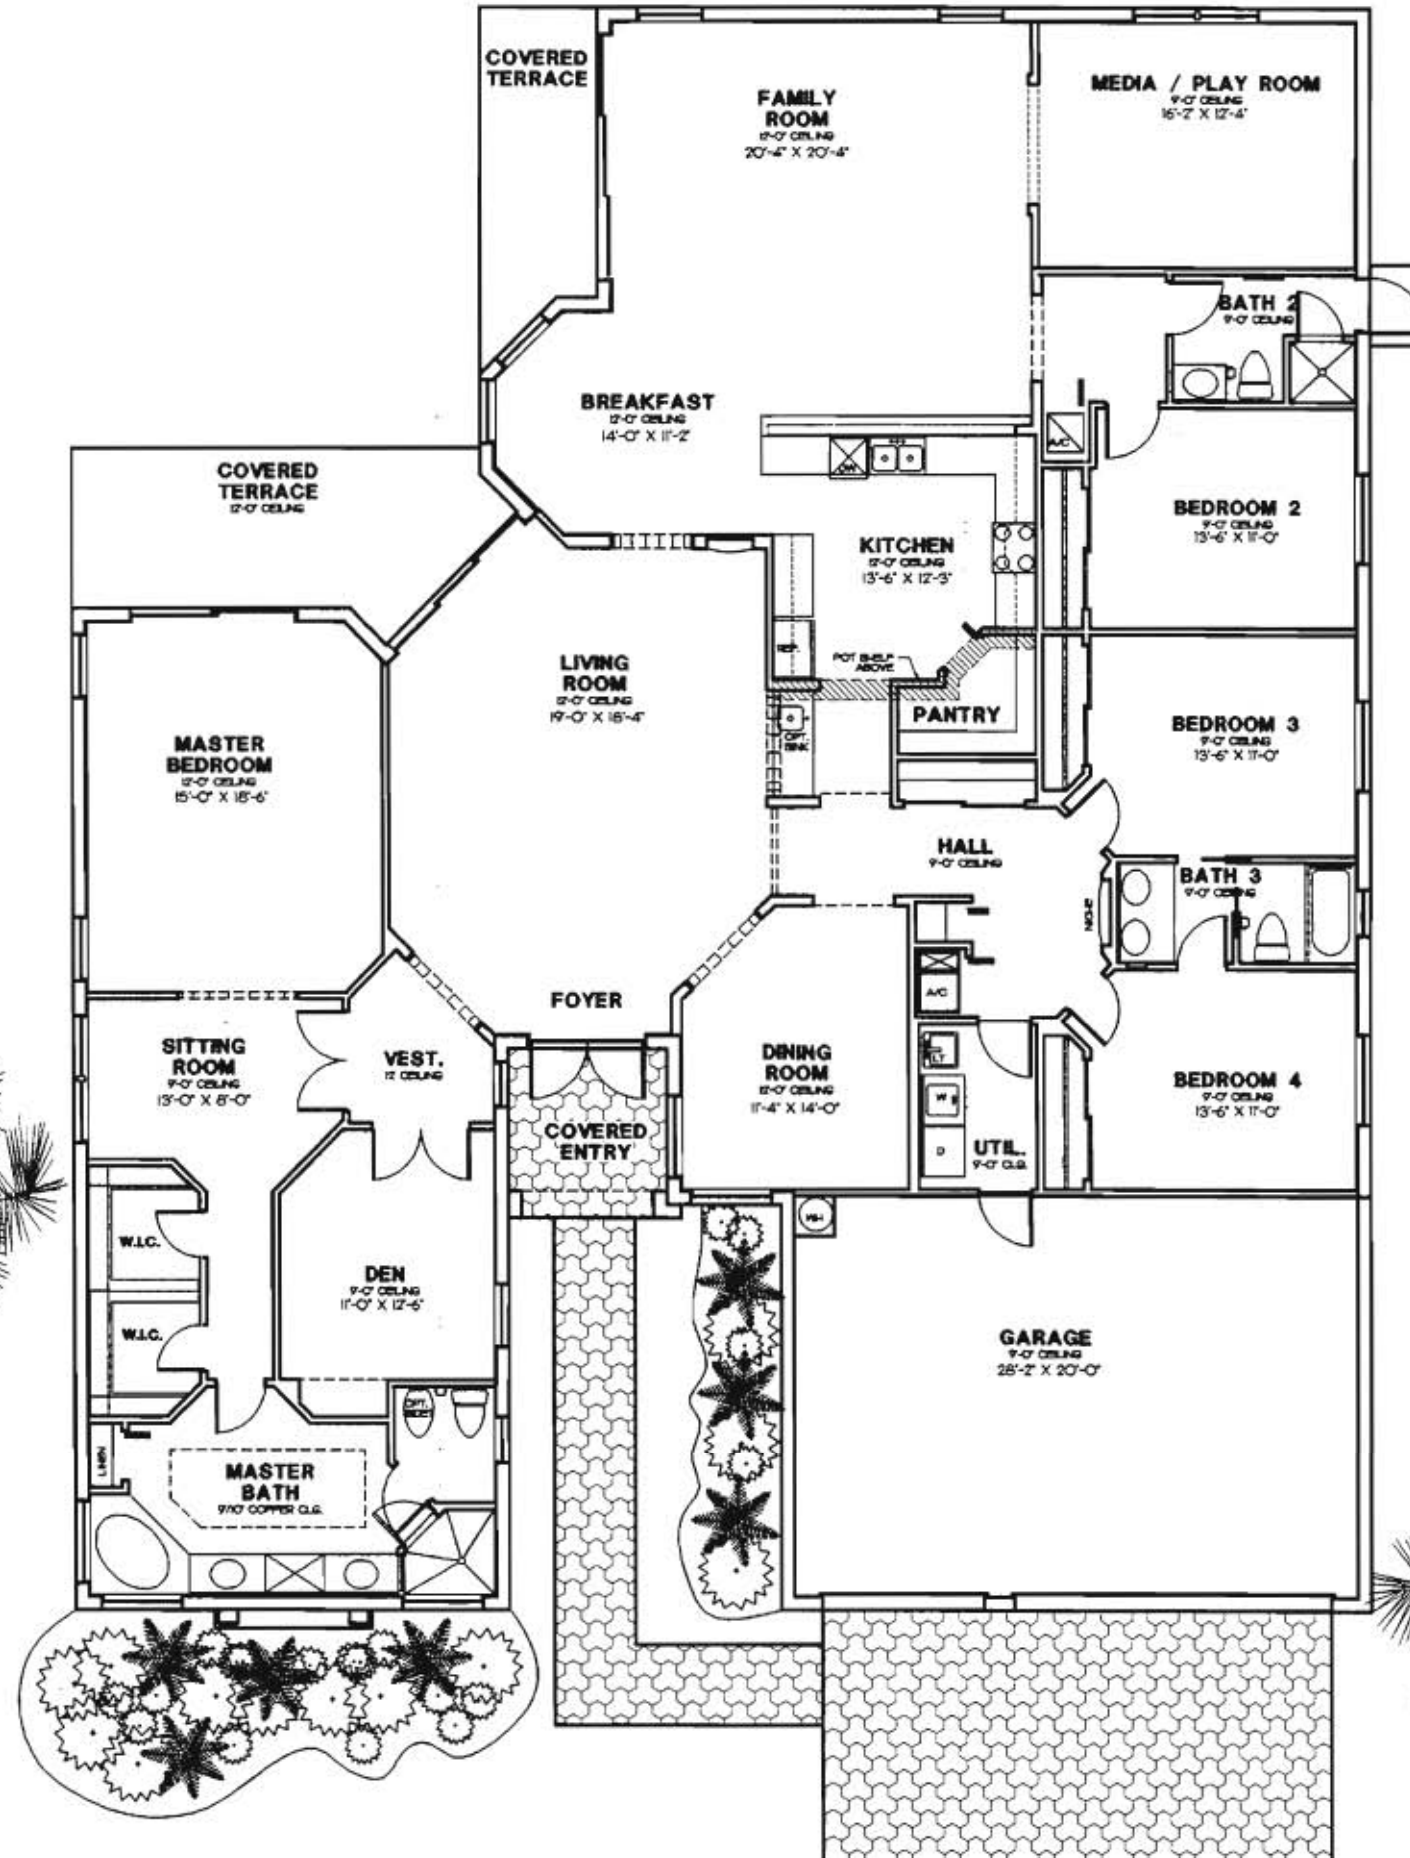 COVERED
TERRACE
FAMILY
ROOM
12'-0" CEILING
20'-4" X 20'-4"
MEDIA / PLAY ROOM
9'-0" CEILING
16'-2" X 12'-4"
BATH 2
9'-0" CEILING
BREAKFAST
12'-0" CEILING
14'-0" X 11'-2"
A/C
DW
COVERED
TERRACE
12'-0" CEILING
BEDROOM 2
9'-0" CEILING
13'-6" X 11'-0"
KITCHEN
12'-0" CEILING
13'-6" X 12'-3"
REF.
POT SHELF
ABOVE
LIVING
ROOM
12'-0" CEILING
19'-0" X 18'-4"
PANTRY
OPT.
SINK
BEDROOM 3
9'-0" CEILING
13'-6" X 11'-0"
MASTER
BEDROOM
12'-0" CEILING
15'-0" X 18'-6"
HALL
9'-0" CEILING
BATH 3
9'-0" CEILING
NICHE
A/C
FOYER
SITTING
ROOM
9'-0" CEILING
13'-0" X 8'-0"
VEST.
12' CEILING
DINING
ROOM
12'-0" CEILING
11'-4" X 14'-0"
LT
W
D
UTIL.
9'-0" CLG.
BEDROOM 4
9'-0" CEILING
13'-6" X 11'-0"
COVERED
ENTRY
W.I.C.
W.I.C.
DEN
9'-0" CEILING
11'-0" X 12'-6"
WH
GARAGE
9'-0" CEILING
28'-2" X 20'-0"
OPT.
BIDET
LINEN
MASTER
BATH
9'/10' COFFER CLG.